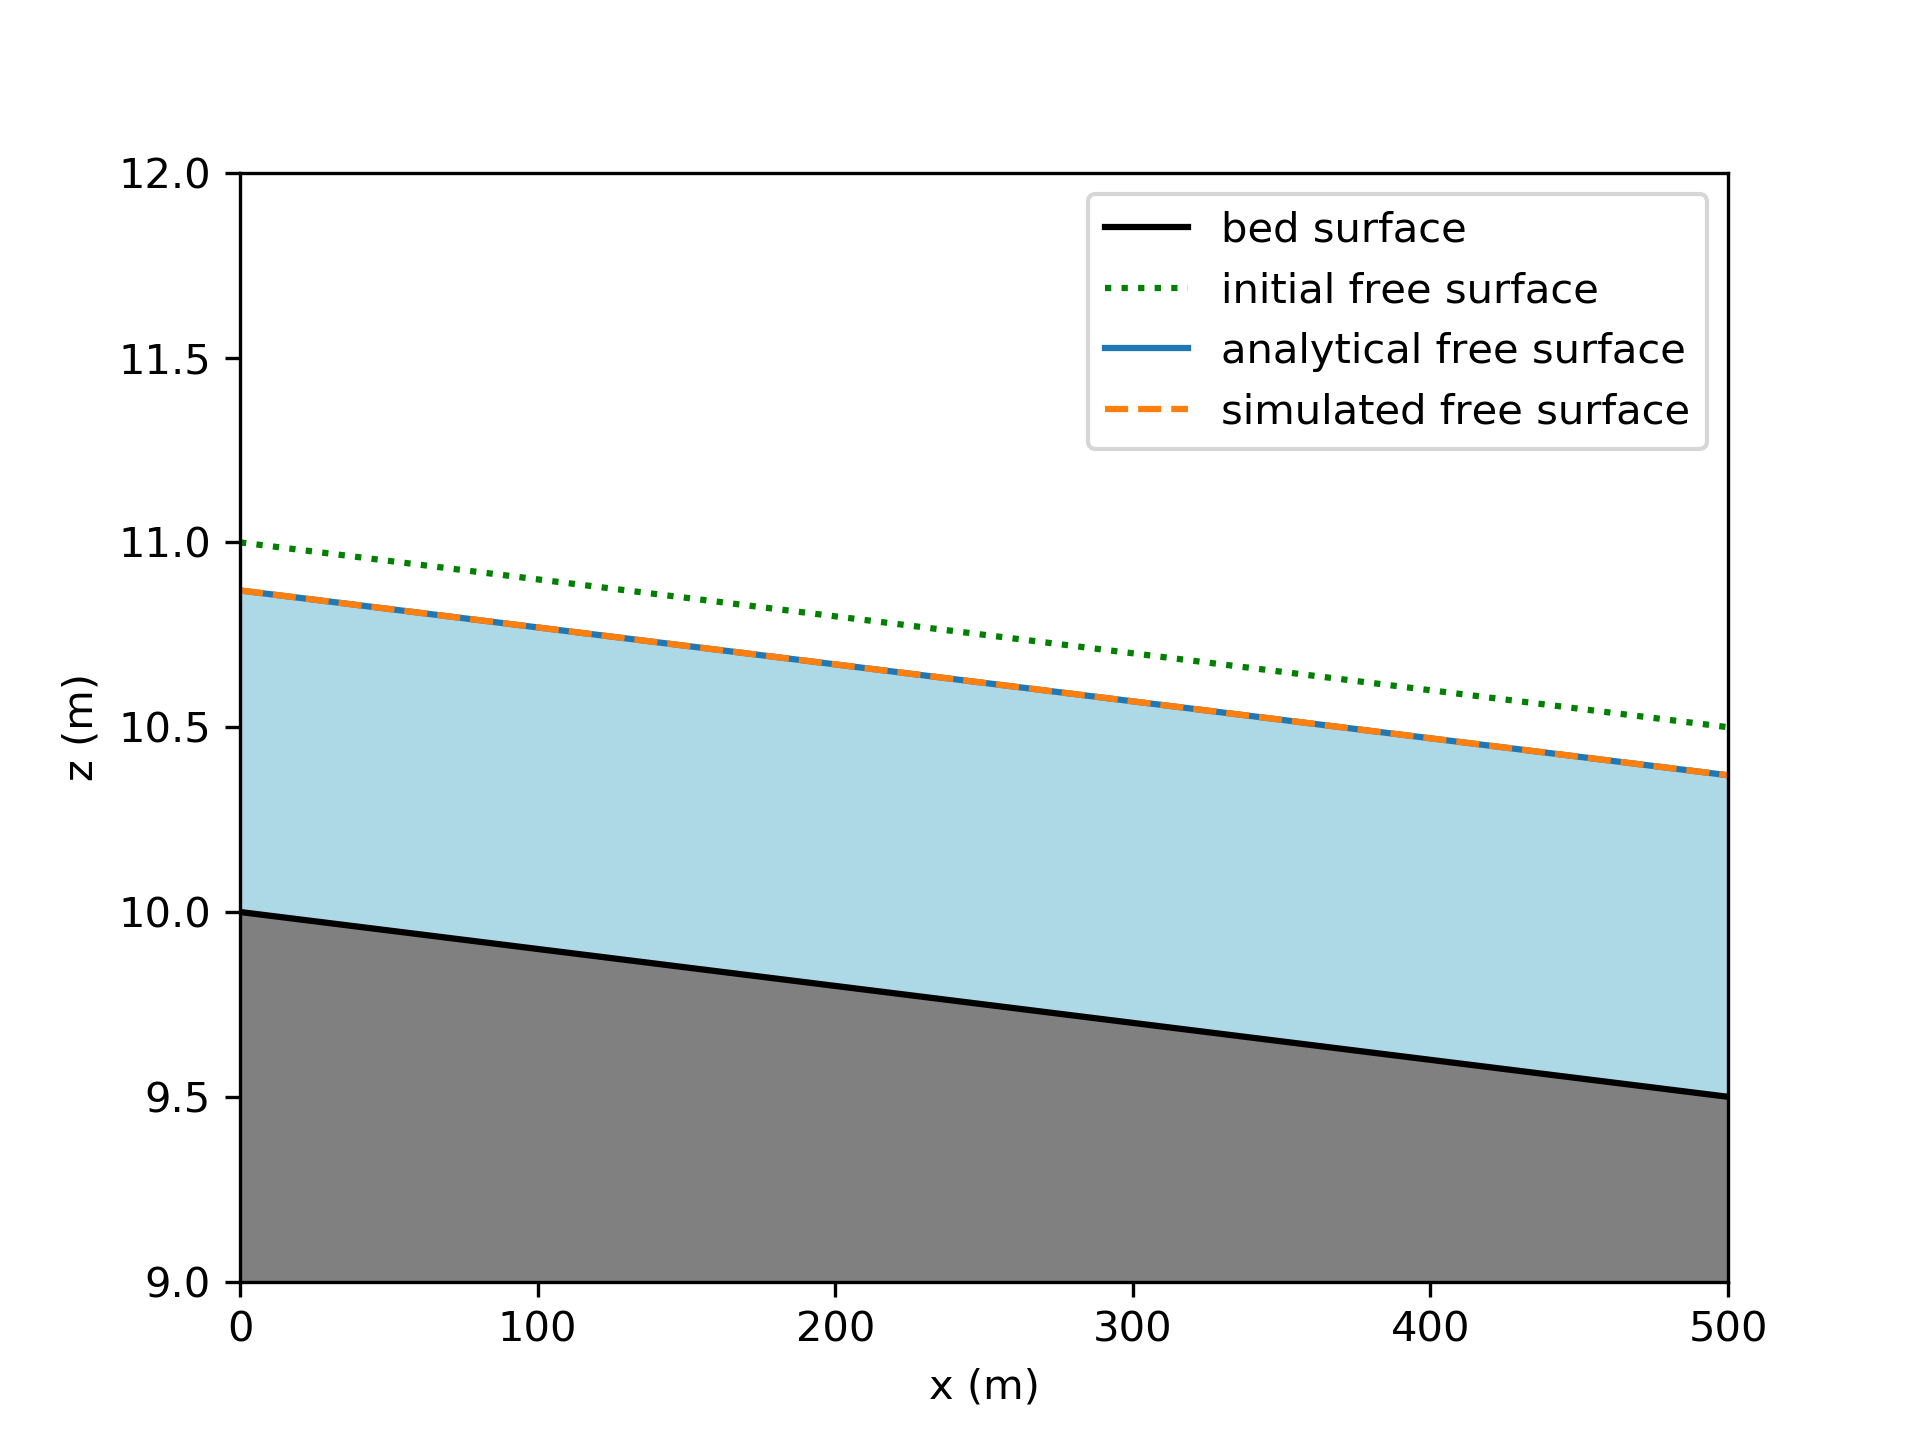 12.0
11.5
11.0
10.5
10.0
9.5
9.0
z (m)
bed surface
initial free surface
analytical free surface
simulated free surface
0 100 200 300 400 500
x (m)